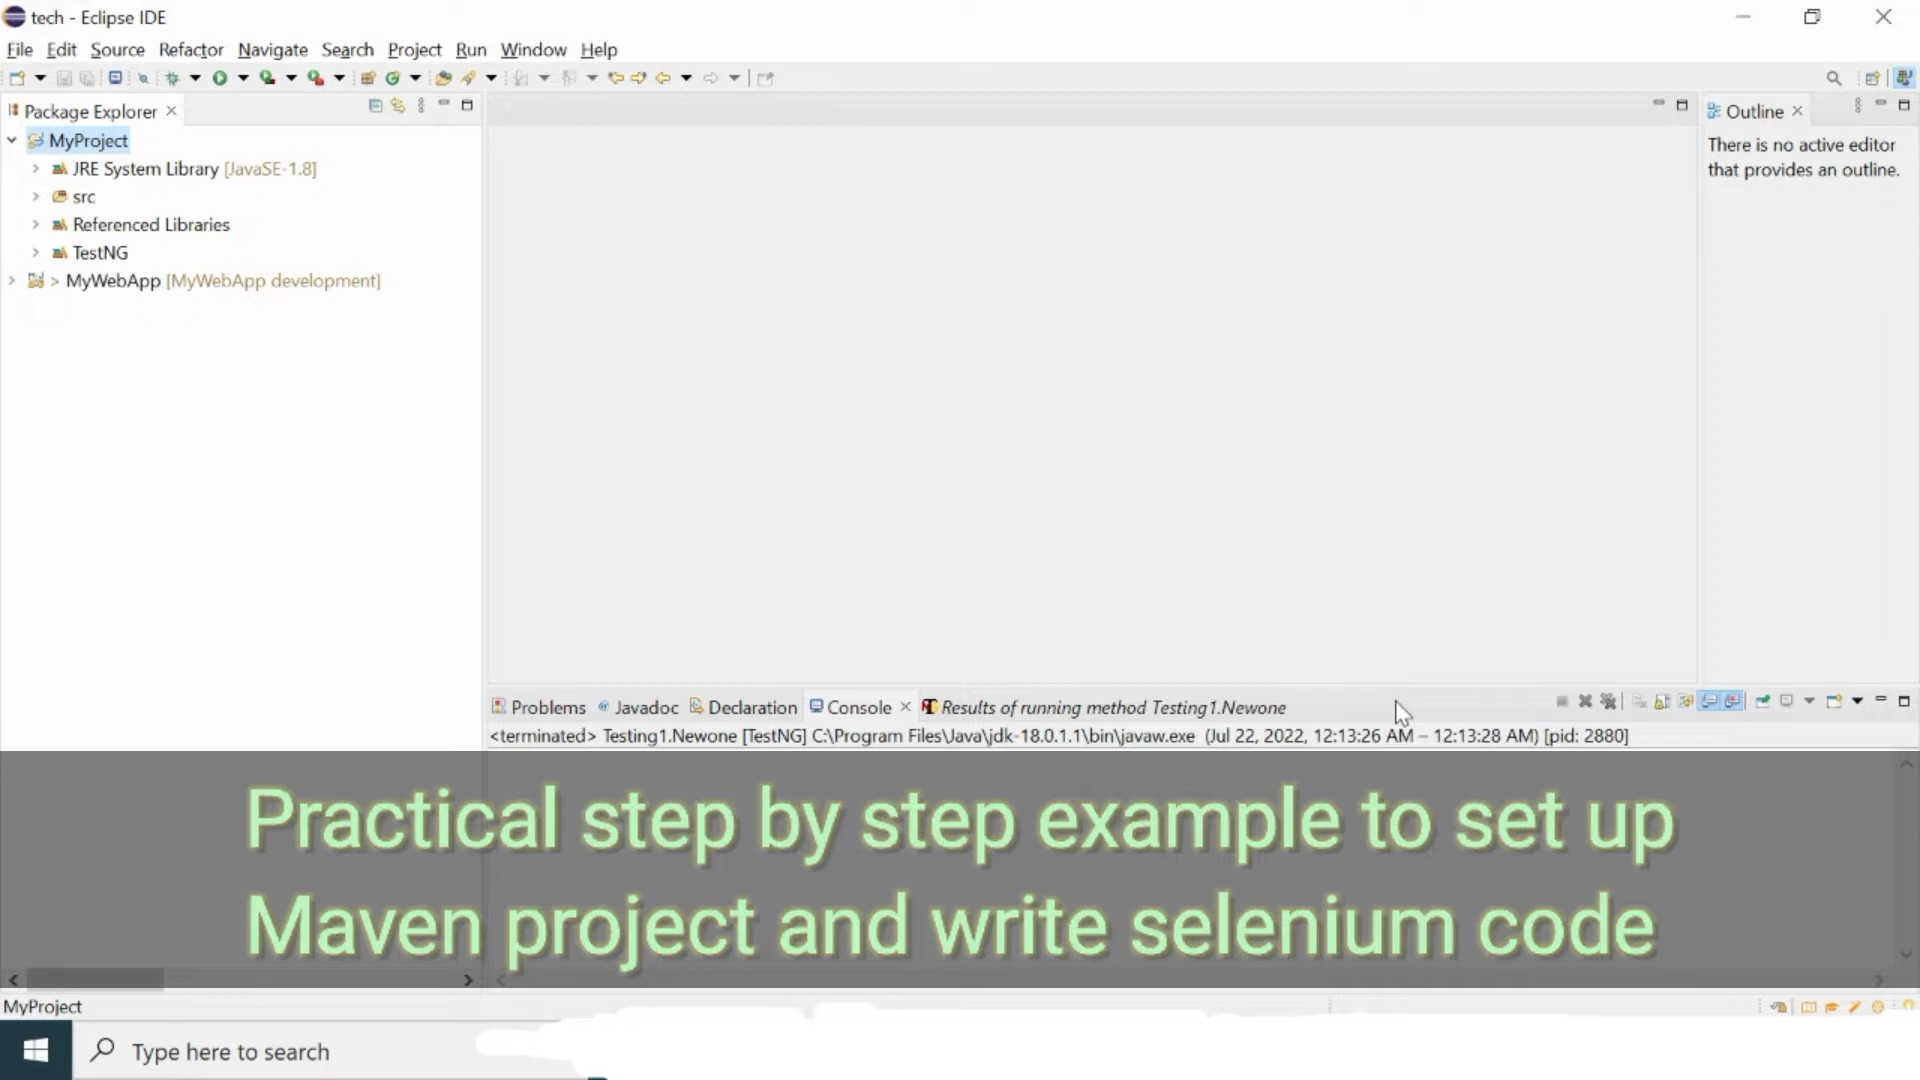 tech - Eclipse IDE
File Edit Source Refactor Navigate Search Project Run Window Help
Package Explorer
MyProject
JRE System Library [JavaSE-1.8]
src
Referenced Libraries
TestNG
> MyWebApp [MyWebApp development]
Outline
There is no active editor
that provides an outline.
Problems Javadoc Declaration Console Results of running method Testing1.Newone
<terminated> Testing1.Newone [TestNG] C:\Program Files\Java\jdk-18.0.1.1\bin\javaw.exe (Jul 22, 2022, 12:13:26 AM – 12:13:28 AM) [pid: 2880]
Practical step by step example to set up
Maven project and write selenium code
MyProject
Type here to search